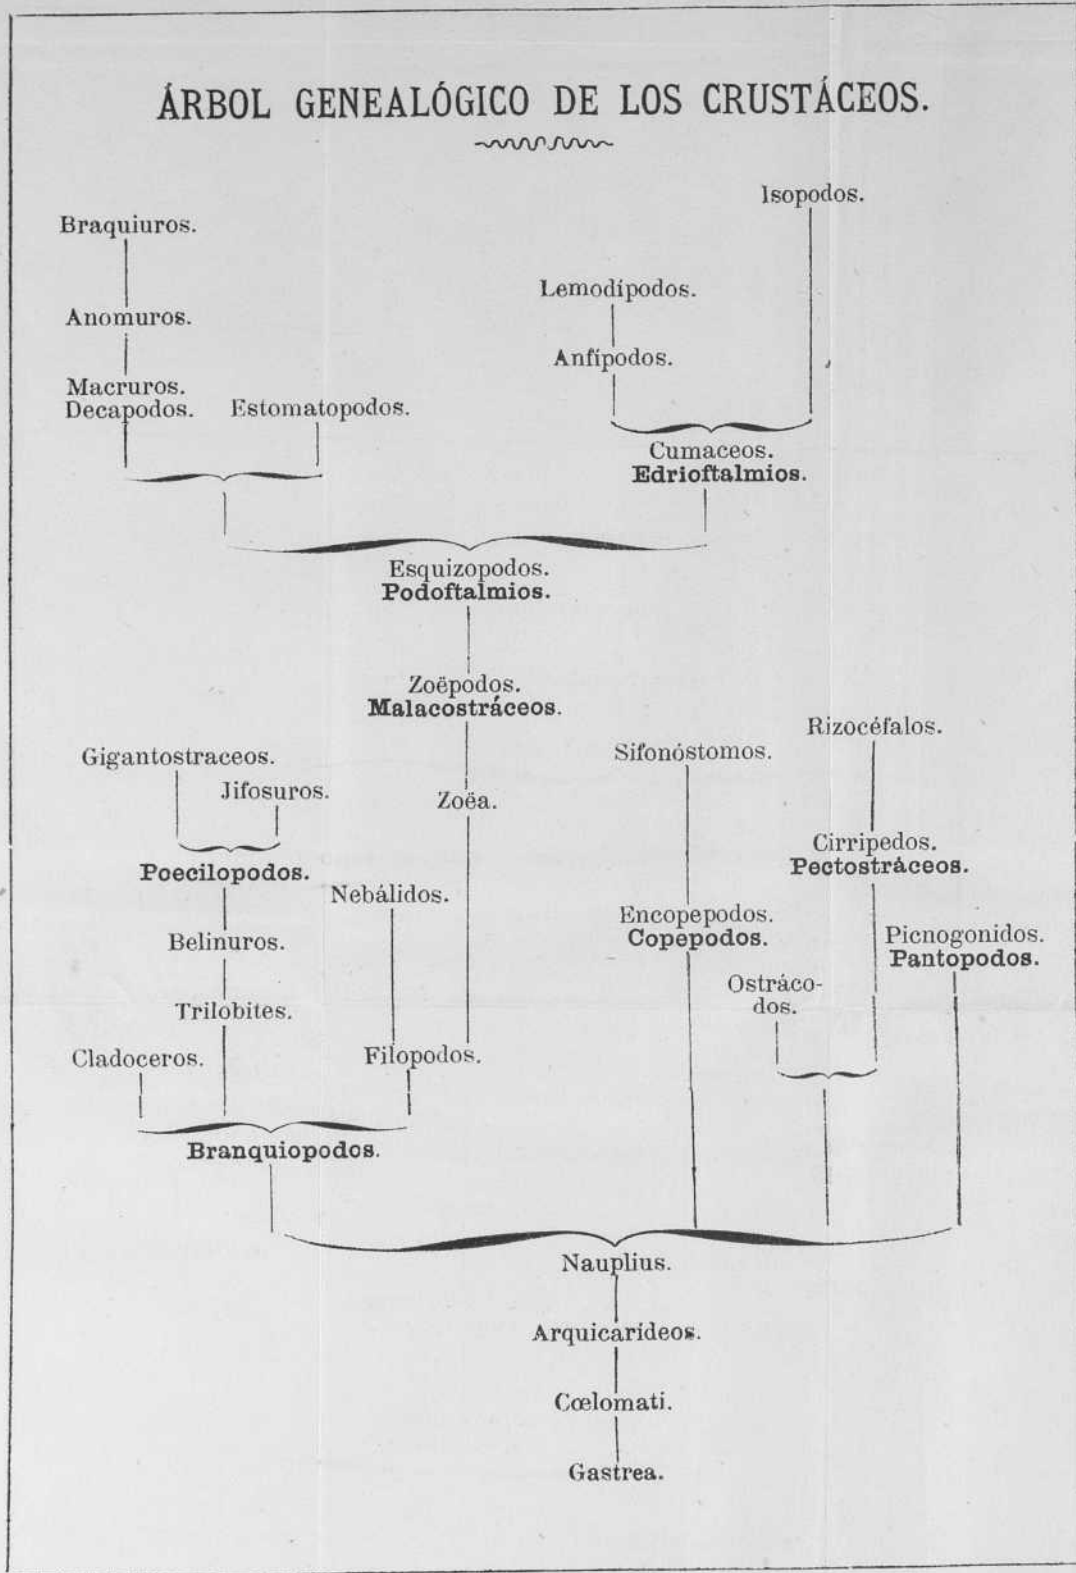 ÁRBOL GENEALÓGICO DE LOS CRUSTÁCEOS.
Isopodos.
Braquiuros.
Lemodípodos.
Anomuros.
Anfípodos.
Macruros.
Decapodos.
Estomatopodos.
Cumaceos.
Edrioftalmios.
Esquizopodos.
Podoftalmios.
Zoëpodos.
Malacostráceos.
Rizocéfalos.
Gigantostraceos.
Sifonóstomos.
Jifosuros.
Zoëa.
Cirripedos.
Pectostráceos.
Poecilopodos.
Nebálidos.
Encopepodos.
Copepodos.
Picnogonidos.
Pantopodos.
Belinuros.
Ostráco-
dos.
Trilobites.
Cladoceros.
Filopodos.
Branquiopodos.
Nauplius.
Arquicarídeos.
Cœlomati.
Gastrea.